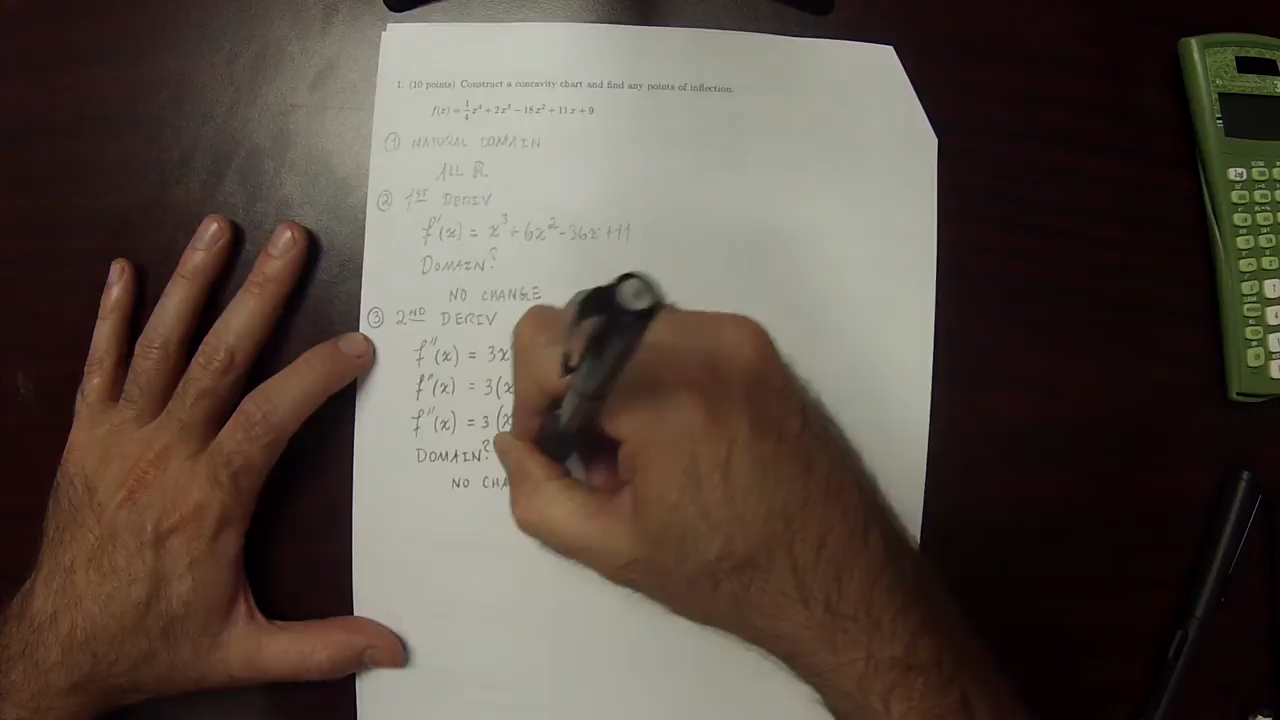 1. (10 points) Construct a concavity chart and find any points of inflection.
f(x) = 1/4 x⁴ + 2x³ − 18x² + 11x + 9
① NATURAL DOMAIN
ALL ℝ
② 1ST DERIV
f'(x) = x³ + 6x² - 36x + 11
DOMAIN?
NO CHANGE
③ 2ND DERIV
f''(x) = 3x
f''(x) = 3(x
f''(x) = 3(x
DOMAIN?
NO CHA